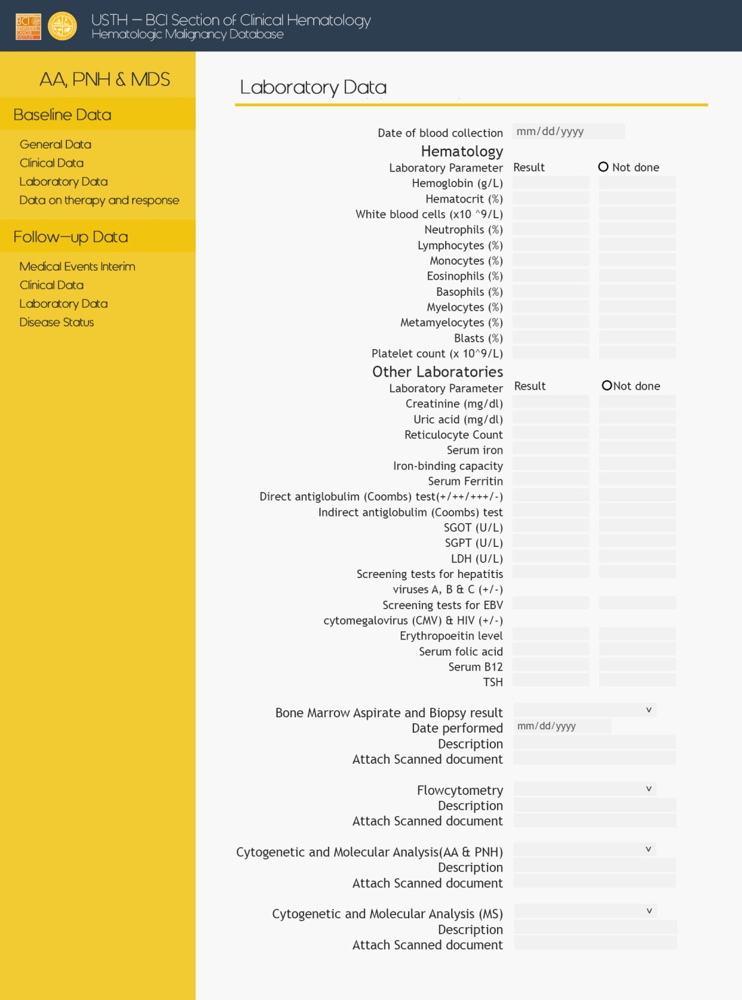 BCI
BENAVIDES
CANCER
INSTITUTE
USTH – BCI Section of Clinical Hematology
Hematologic Malignancy Database
AA, PNH & MDS
Baseline Data
General Data
Clinical Data
Laboratory Data
Data on therapy and response
Follow-up Data
Medical Events Interim
Clinical Data
Laboratory Data
Disease Status
Laboratory Data
Date of blood collection mm/dd/yyyy
Hematology
Laboratory Parameter Result Not done
Hemoglobin (g/L)
Hematocrit (%)
White blood cells (x10 ^9/L)
Neutrophils (%)
Lymphocytes (%)
Monocytes (%)
Eosinophils (%)
Basophils (%)
Myelocytes (%)
Metamyelocytes (%)
Blasts (%)
Platelet count (x 10^9/L)
Other Laboratories
Laboratory Parameter Result Not done
Creatinine (mg/dl)
Uric acid (mg/dl)
Reticulocyte Count
Serum iron
Iron-binding capacity
Serum Ferritin
Direct antiglobulim (Coombs) test(+/++/+++/-)
Indirect antiglobulim (Coombs) test
SGOT (U/L)
SGPT (U/L)
LDH (U/L)
Screening tests for hepatitis
viruses A, B & C (+/-)
Screening tests for EBV
cytomegalovirus (CMV) & HIV (+/-)
Erythropoeitin level
Serum folic acid
Serum B12
TSH
Bone Marrow Aspirate and Biopsy result v
Date performed mm/dd/yyyy
Description
Attach Scanned document
Flowcytometry v
Description
Attach Scanned document
Cytogenetic and Molecular Analysis(AA & PNH) v
Description
Attach Scanned document
Cytogenetic and Molecular Analysis (MS) v
Description
Attach Scanned document